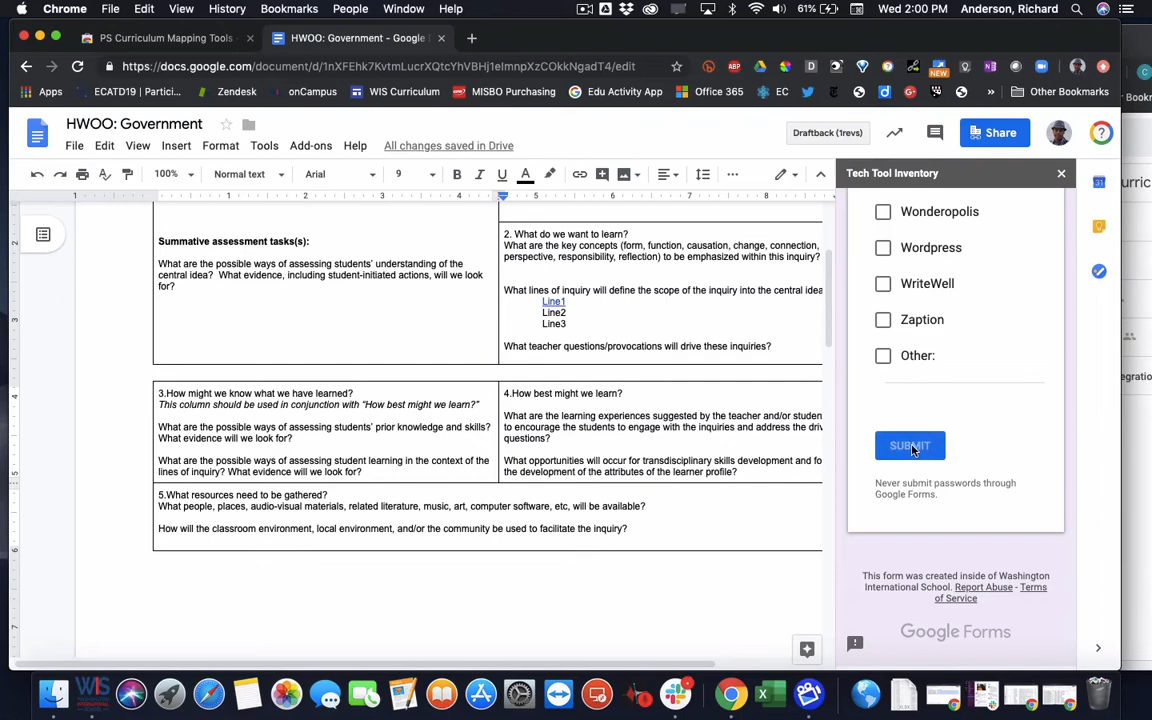 Chrome File Edit View History Bookmarks People Window Help 61% Wed 2:00 PM Anderson, Richard
PS Curriculum Mapping Tools
HWOO: Government - Google
https://docs.google.com/document/d/1nXFEhk7KvtmLucrXQtcYhVBHj1eImnpXzCOkkNgadT4/edit
Apps ECATD19 | Partici... Zendesk onCampus WIS Curriculum MISBO Purchasing Edu Activity App Office 365 EC Other Bookmarks
NEW
HWOO: Government
File Edit View Insert Format Tools Add-ons Help All changes saved in Drive
Draftback (1revs)
Share
100% Normal text Arial 9
Summative assessment tasks(s):
What are the possible ways of assessing students' understanding of the
central idea? What evidence, including student-initiated actions, will we look
for?
2. What do we want to learn?
What are the key concepts (form, function, causation, change, connection,
perspective, responsibility, reflection) to be emphasized within this inquiry?
What lines of inquiry will define the scope of the inquiry into the central idea
Line1
Line2
Line3
What teacher questions/provocations will drive these inquiries?
3.How might we know what we have learned?
This column should be used in conjunction with "How best might we learn?"
What are the possible ways of assessing students' prior knowledge and skills?
What evidence will we look for?
What are the possible ways of assessing student learning in the context of the
lines of inquiry? What evidence will we look for?
4.How best might we learn?
What are the learning experiences suggested by the teacher and/or studen
to encourage the students to engage with the inquiries and address the driv
questions?
What opportunities will occur for transdisciplinary skills development and fo
the development of the attributes of the learner profile?
5.What resources need to be gathered?
What people, places, audio-visual materials, related literature, music, art, computer software, etc, will be available?
How will the classroom environment, local environment, and/or the community be used to facilitate the inquiry?
Tech Tool Inventory
Wonderopolis
Wordpress
WriteWell
Zaption
Other:
SUBMIT
Never submit passwords through
Google Forms.
This form was created inside of Washington
International School. Report Abuse - Terms
of Service
Google Forms